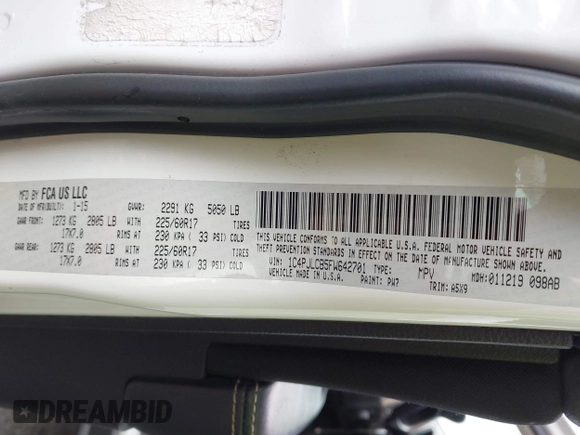 MFD BY FCA US LLC
DATE OF MFR(BUILT): 1-15
GVWR: 2291 KG 5050 LB
GAWR FRONT: 1273 KG 2805 LB WITH 225/60R17 TIRES
17X7.0 RIMS AT 230 KPA ( 33 PSI) COLD
GAWR REAR: 1273 KG 2805 LB WITH 225/60R17 TIRES
17X7.0 RIMS AT 230 KPA ( 33 PSI) COLD
THIS VEHICLE CONFORMS TO ALL APPLICABLE U.S.A. FEDERAL MOTOR VEHICLE SAFETY AND
THEFT PREVENTION STANDARDS IN EFFECT ON THE DATE OF MANUFACTURE SHOWN ABOVE.
VIN: 1C4PJLCB5FW642701 TYPE: MPV MDH:011219 098AB
VEHICLE MADE IN U.S.A. PAINT: PW7 TRIM: A5X9
DREAMBID